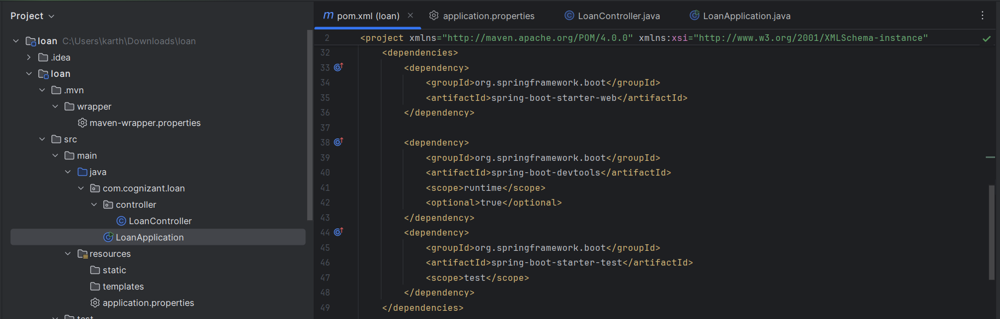 Project
loan C:\Users\karth\Downloads\loan
.idea
loan
.mvn
wrapper
maven-wrapper.properties
src
main
java
com.cognizant.loan
controller
LoanController
LoanApplication
resources
static
templates
application.properties
test
pom.xml (loan) application.properties LoanController.java LoanApplication.java
2 <project xmlns="http://maven.apache.org/POM/4.0.0" xmlns:xsi="http://www.w3.org/2001/XMLSchema-instance"
32 <dependencies>
33 <dependency>
34 <groupId>org.springframework.boot</groupId>
35 <artifactId>spring-boot-starter-web</artifactId>
36 </dependency>
37
38 <dependency>
39 <groupId>org.springframework.boot</groupId>
40 <artifactId>spring-boot-devtools</artifactId>
41 <scope>runtime</scope>
42 <optional>true</optional>
43 </dependency>
44 <dependency>
45 <groupId>org.springframework.boot</groupId>
46 <artifactId>spring-boot-starter-test</artifactId>
47 <scope>test</scope>
48 </dependency>
49 </dependencies>